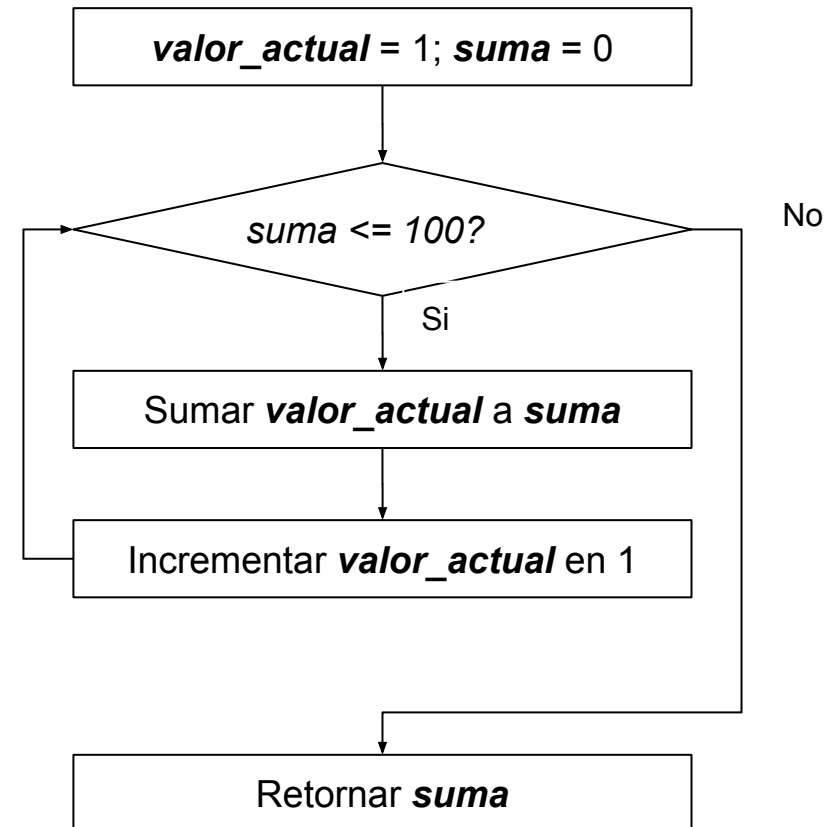 valor_actual = 1; suma = 0
suma <= 100?
No
Si
Sumar valor_actual a suma
Incrementar valor_actual en 1
Retornar suma